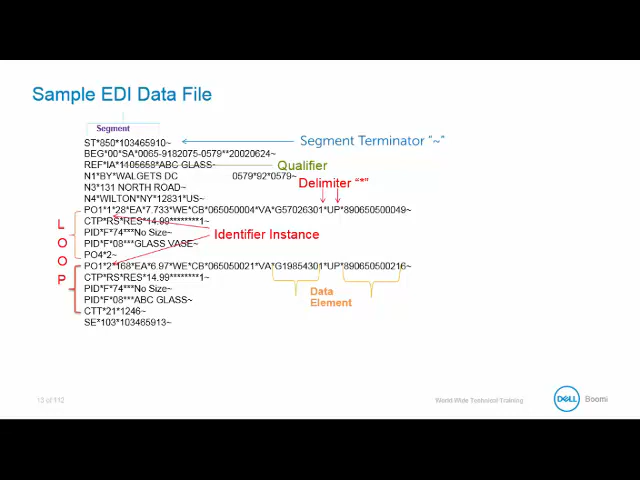 Sample EDI Data File
Segment
ST*850*103465910~
Segment Terminator "~"
BEG*00*SA*0065-9182075-0579**20020624~
REF*IA*1105658*ABC GLASS~
Qualifier
N1*BY*WALGETS DC 0579*92*0579~
N3*131 NORTH ROAD~
Delimiter "*"
N4*WILTON*NY*12831*US~
PO1*1*28*EA*7.733*WE*CB*065050004*VA*G57026301*UP*890650500049~
CTP*RS*RES*14.99********1~
PID*F*74***No Size~
Identifier Instance
PID*F*08***GLASS VASE~
PO4*2~
PO1*2*168*EA*6.97*WE*CB*065050021*VA*G19854301*UP*890650500216~
CTP*RS*RES*14.99********1~
PID*F*74***No Size~
PID*F*08***ABC GLASS~
CTT*21*1246~
SE*103*103465913~
LOOP
Data
Element
13 of 112
World Wide Technical Training
DELL
Boomi